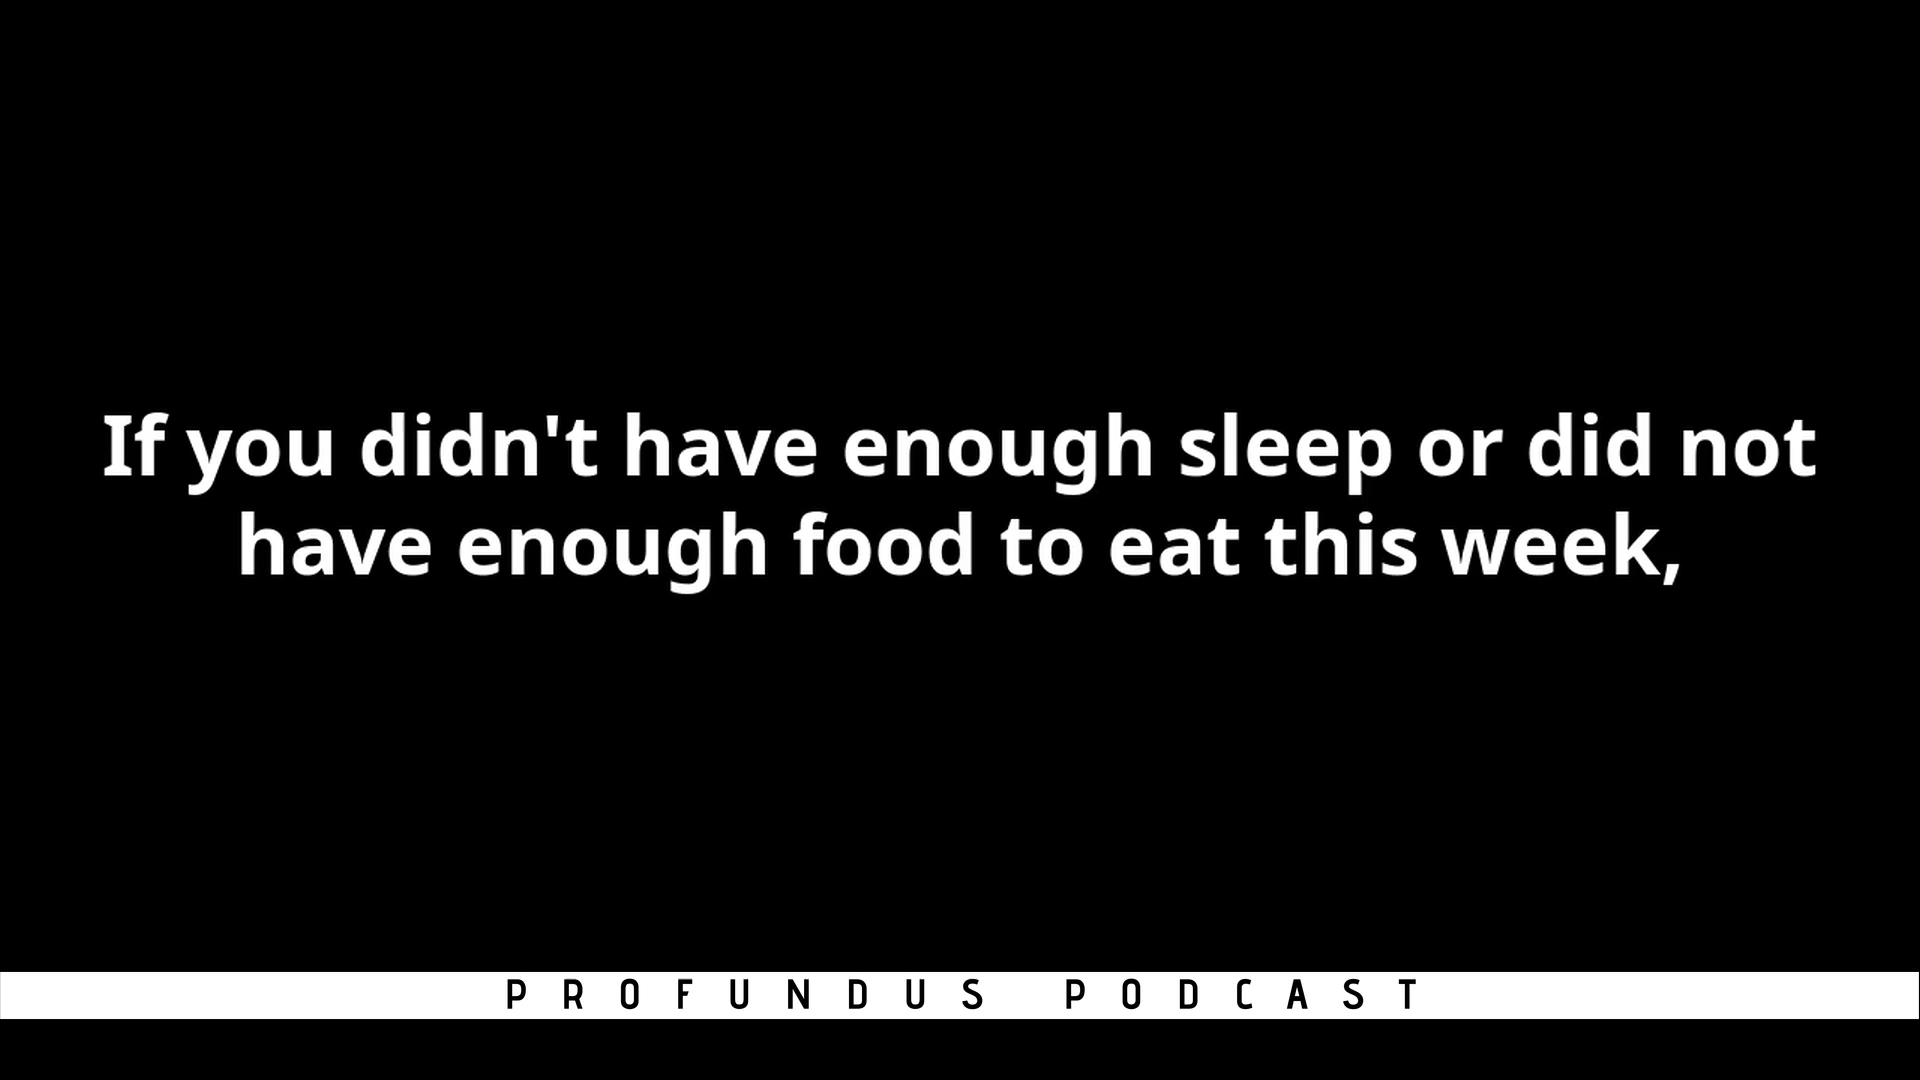 If you didn't have enough sleep or did not
have enough food to eat this week,
PROFUNDUS PODCAST